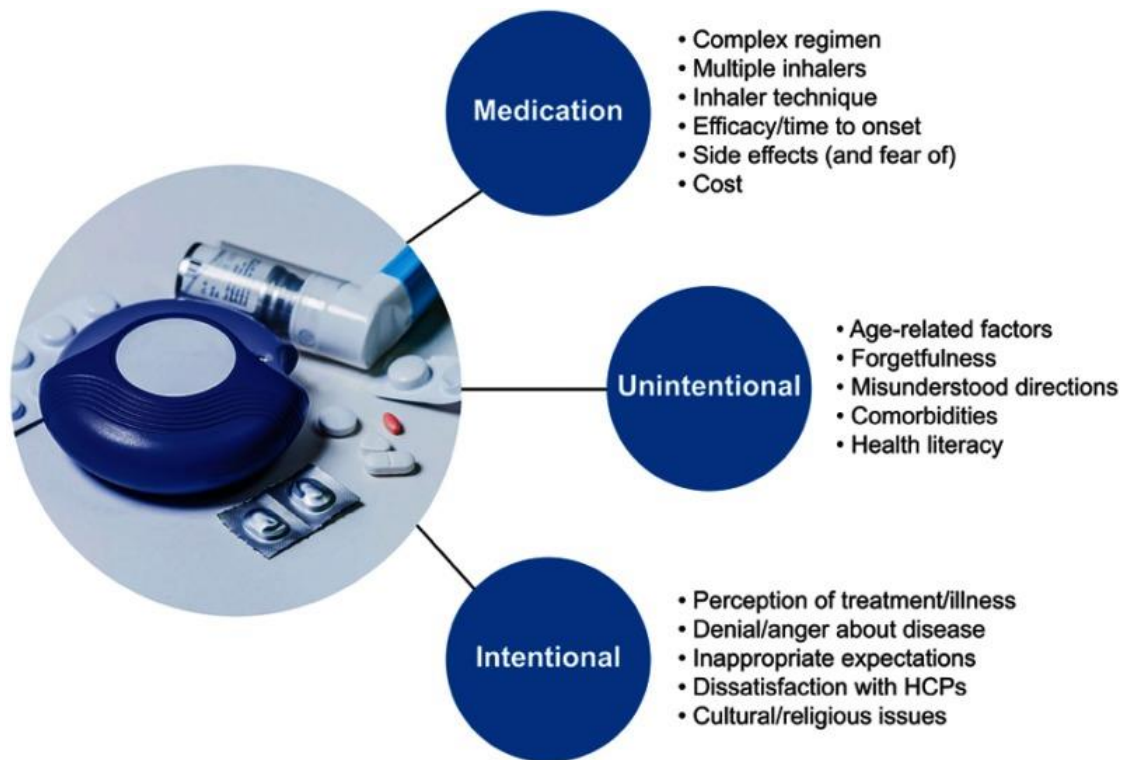 Medication
• Complex regimen
• Multiple inhalers
• Inhaler technique
• Efficacy/time to onset
• Side effects (and fear of)
• Cost
Unintentional
• Age-related factors
• Forgetfulness
• Misunderstood directions
• Comorbidities
• Health literacy
Intentional
• Perception of treatment/illness
• Denial/anger about disease
• Inappropriate expectations
• Dissatisfaction with HCPs
• Cultural/religious issues